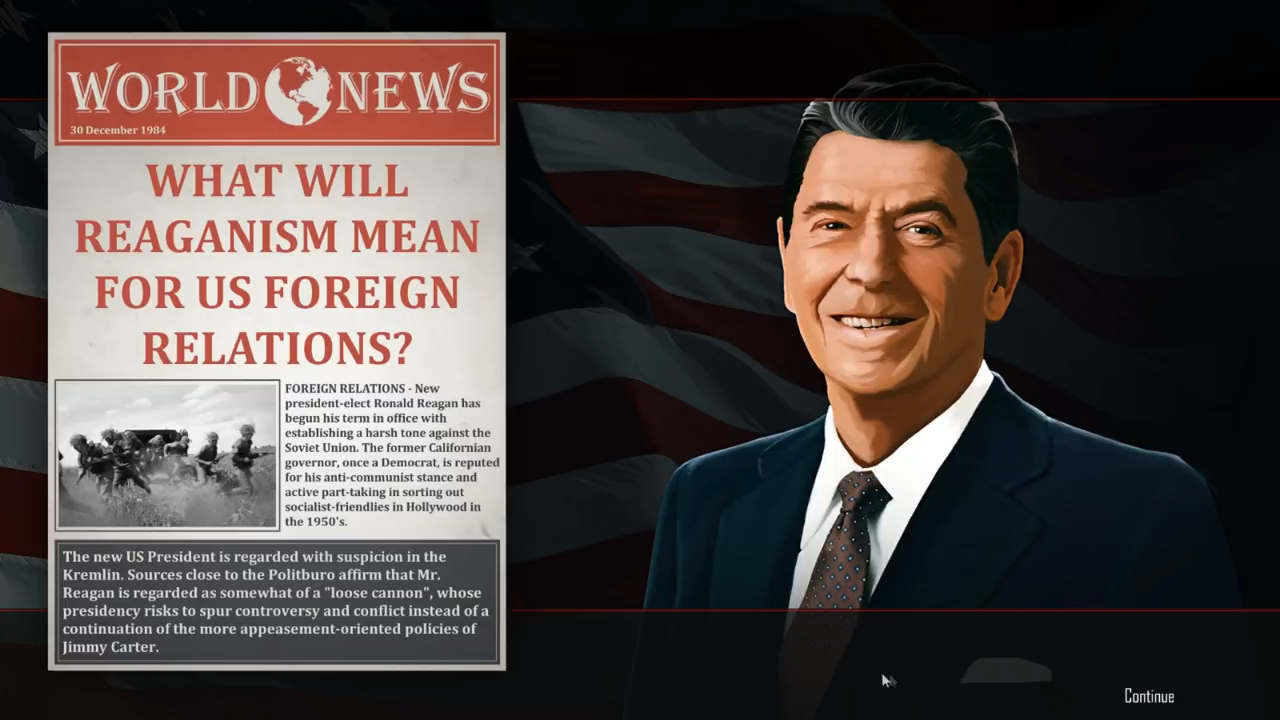 WORLD NEWS
30 December 1984
WHAT WILL
REAGANISM MEAN
FOR US FOREIGN
RELATIONS?
FOREIGN RELATIONS - New
president-elect Ronald Reagan has
begun his term in office with
establishing a harsh tone against the
Soviet Union. The former Californian
governor, once a Democrat, is reputed
for his anti-communist stance and
active part-taking in sorting out
socialist-friendlies in Hollywood in
the 1950's.
The new US President is regarded with suspicion in the
Kremlin. Sources close to the Politburo affirm that Mr.
Reagan is regarded as somewhat of a "loose cannon", whose
presidency risks to spur controversy and conflict instead of a
continuation of the more appeasement-oriented policies of
Jimmy Carter.
Continue